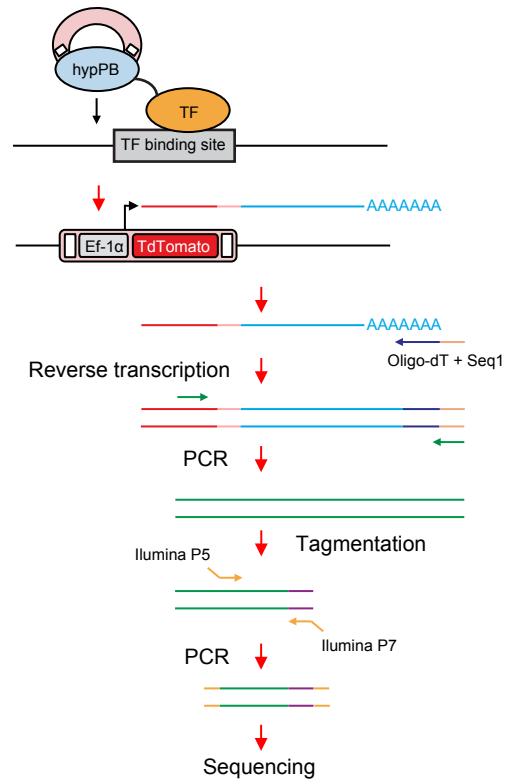 hypPB
TF
TF binding site
AAAAAAA
Ef-1α
TdTomato
AAAAAAA
Oligo-dT + Seq1
Reverse transcription
PCR
Tagmentation
Ilumina P5
Ilumina P7
PCR
Sequencing